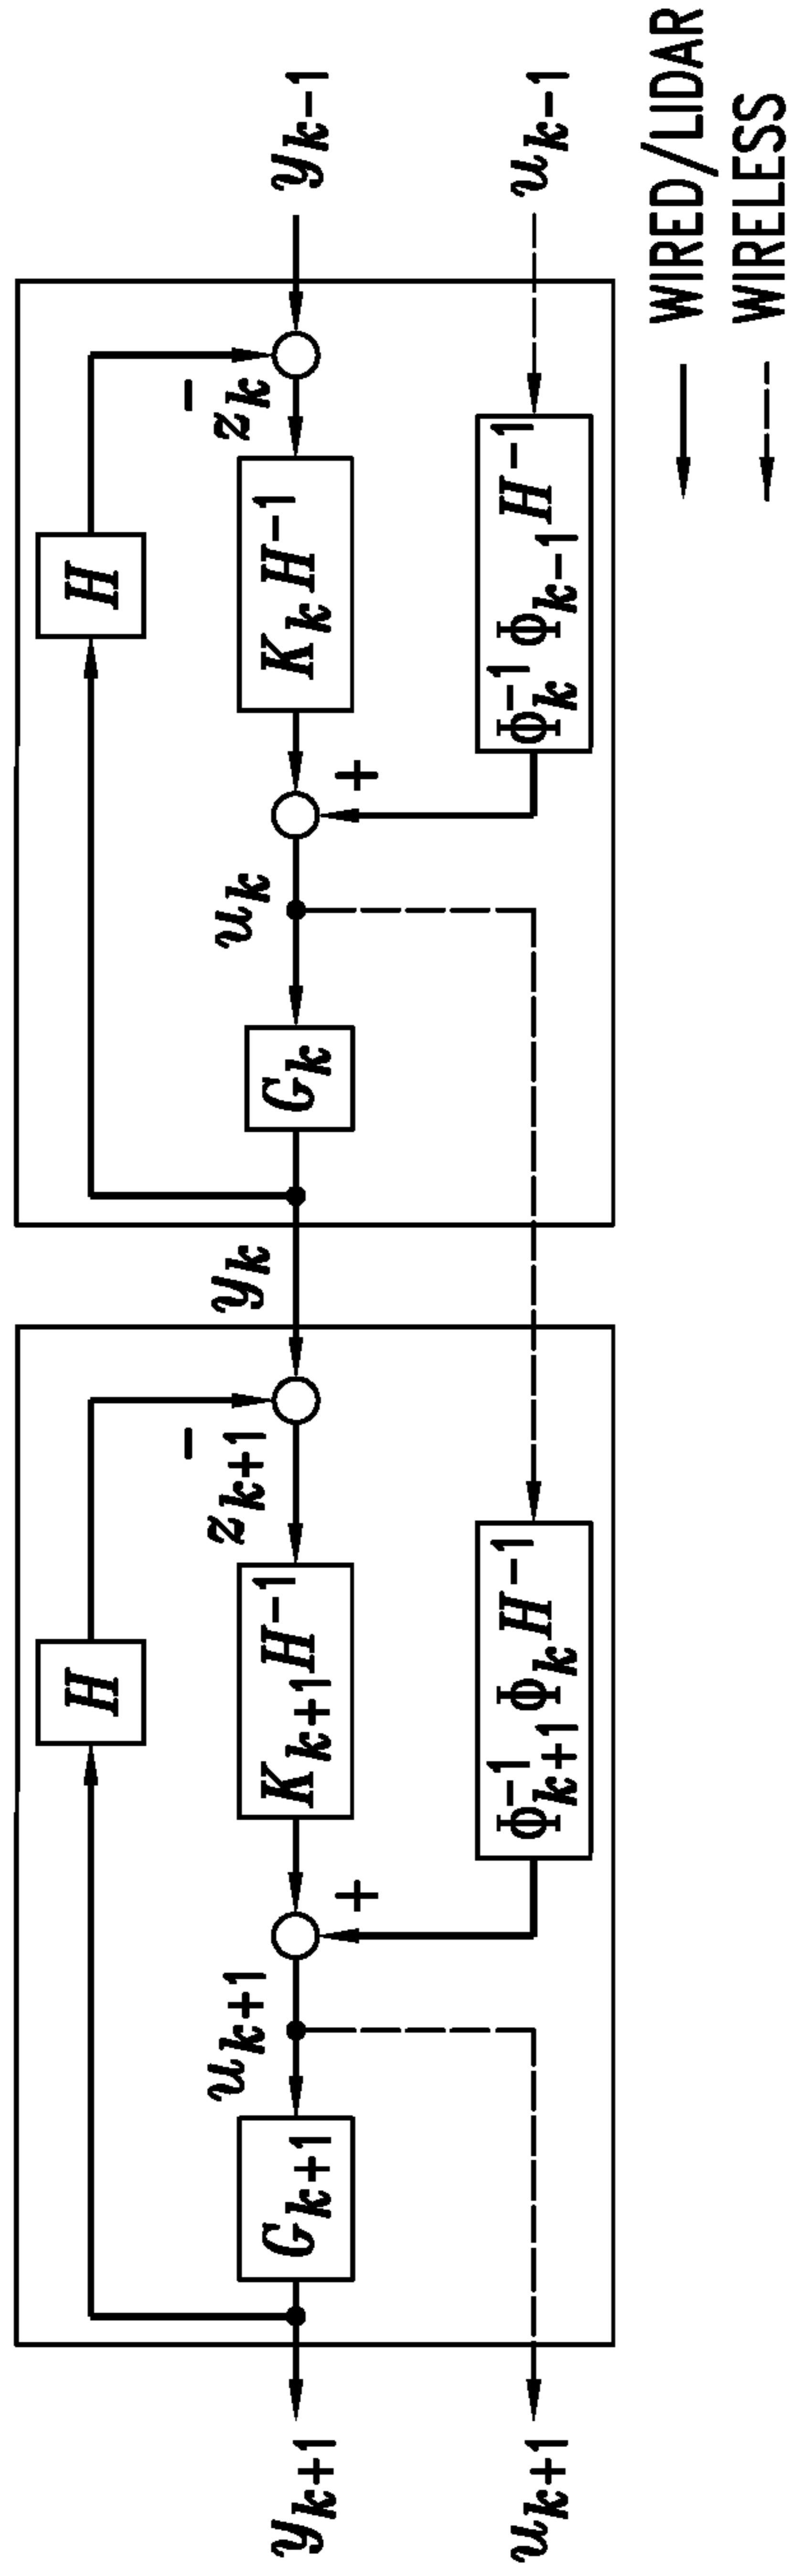 y_{k+1}
u_{k+1}
H
G_{k+1}
u_{k+1}
+
K_{k+1}H^{-1}
Φ_{k+1}^{-1} Φ_k H^{-1}
z_{k+1}
−
y_k
H
G_k
u_k
+
K_k H^{-1}
Φ_k^{-1} Φ_{k-1} H^{-1}
z_k
−
y_{k-1}
u_{k-1}
WIRED/LIDAR
WIRELESS